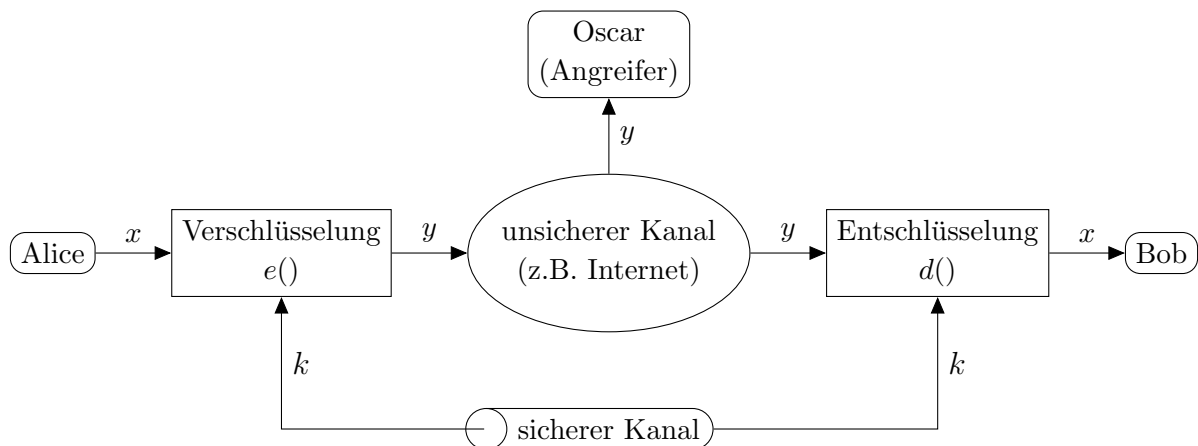 Oscar
(Angreifer)
y
Alice
x
Verschlüsselung
e()
y
unsicherer Kanal
(z.B. Internet)
y
Entschlüsselung
d()
x
Bob
k
k
sicherer Kanal